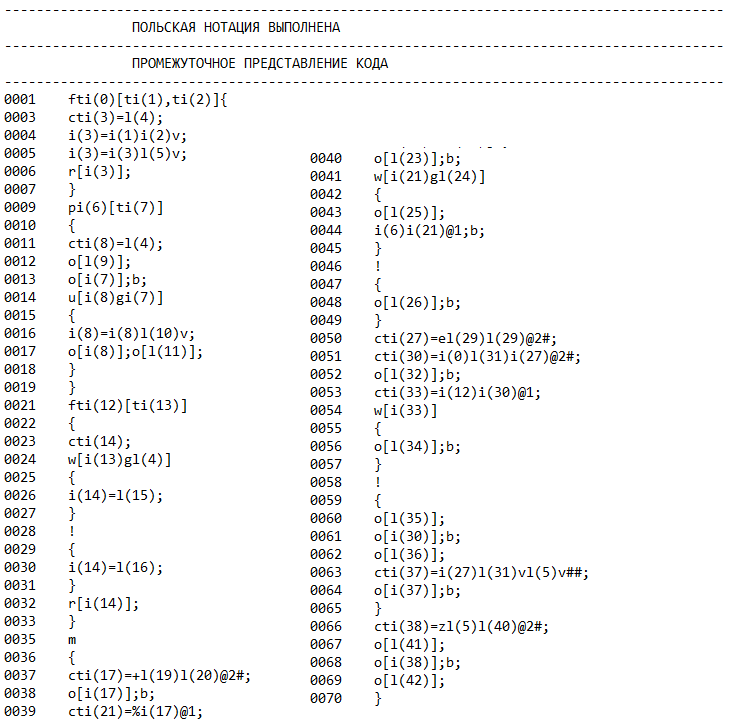 ------------------------------------------------------------------------------------------
ПОЛЬСКАЯ НОТАЦИЯ ВЫПОЛНЕНА
------------------------------------------------------------------------------------------
ПРОМЕЖУТОЧНОЕ ПРЕДСТАВЛЕНИЕ КОДА
------------------------------------------------------------------------------------------
0001 fti(0)[ti(1),ti(2)]{
0003 cti(3)=l(4);
0004 i(3)=i(1)i(2)v;
0005 i(3)=i(3)l(5)v;
0006 r[i(3)];
0007 }
0009 pi(6)[ti(7)]
0010 {
0011 cti(8)=l(4);
0012 o[l(9)];
0013 o[i(7)];b;
0014 u[i(8)gi(7)]
0015 {
0016 i(8)=i(8)l(10)v;
0017 o[i(8)];o[l(11)];
0018 }
0019 }
0021 fti(12)[ti(13)]
0022 {
0023 cti(14);
0024 w[i(13)gl(4)]
0025 {
0026 i(14)=l(15);
0027 }
0028 !
0029 {
0030 i(14)=l(16);
0031 }
0032 r[i(14)];
0033 }
0035 m
0036 {
0037 cti(17)=+l(19)l(20)@2#;
0038 o[i(17)];b;
0039 cti(21)=%i(17)@1;
0040 o[l(23)];b;
0041 w[i(21)gl(24)]
0042 {
0043 o[l(25)];
0044 i(6)i(21)@1;b;
0045 }
0046 !
0047 {
0048 o[l(26)];b;
0049 }
0050 cti(27)=el(29)l(29)@2#;
0051 cti(30)=i(0)l(31)i(27)@2#;
0052 o[l(32)];b;
0053 cti(33)=i(12)i(30)@1;
0054 w[i(33)]
0055 {
0056 o[l(34)];b;
0057 }
0058 !
0059 {
0060 o[l(35)];
0061 o[i(30)];b;
0062 o[l(36)];
0063 cti(37)=i(27)l(31)vl(5)v##;
0064 o[i(37)];b;
0065 }
0066 cti(38)=zl(5)l(40)@2#;
0067 o[l(41)];
0068 o[i(38)];b;
0069 o[l(42)];
0070 }